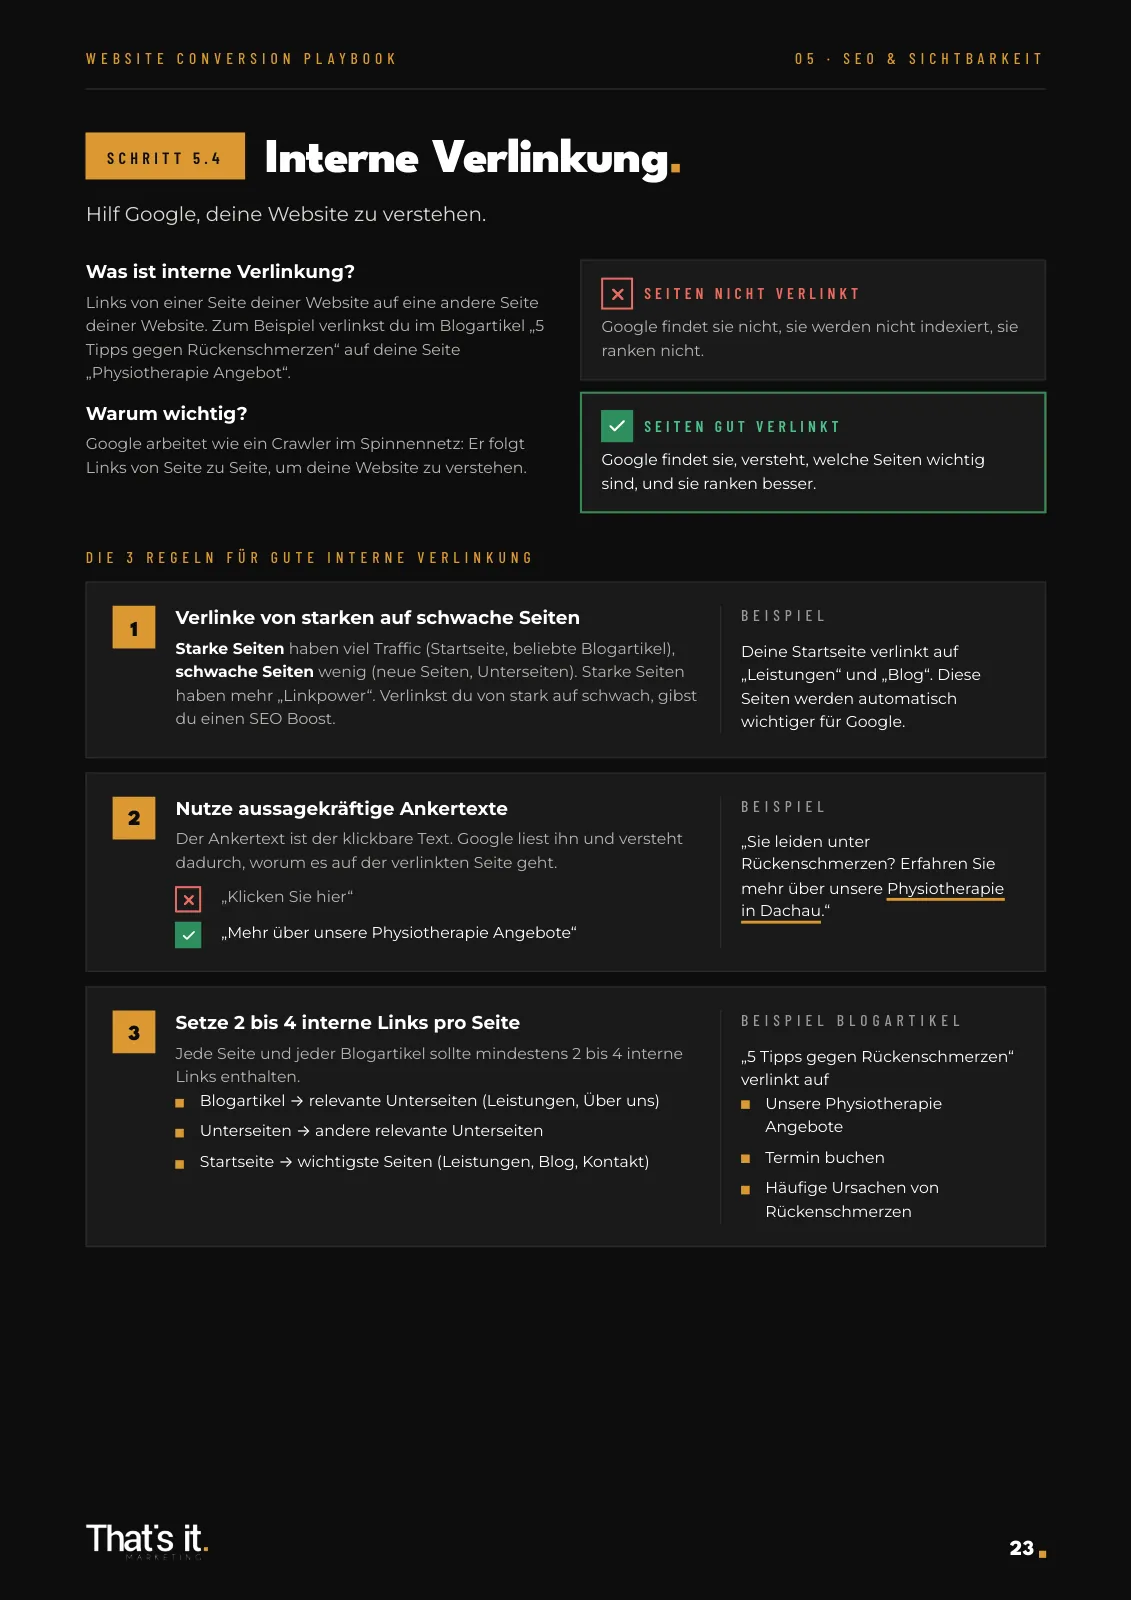 WEBSITE CONVERSION PLAYBOOK
05 · SEO & SICHTBARKEIT
SCHRITT 5.4
Interne Verlinkung.
Hilf Google, deine Website zu verstehen.
Was ist interne Verlinkung?
Links von einer Seite deiner Website auf eine andere Seite
deiner Website. Zum Beispiel verlinkst du im Blogartikel „5
Tipps gegen Rückenschmerzen“ auf deine Seite
„Physiotherapie Angebot“.
Warum wichtig?
Google arbeitet wie ein Crawler im Spinnennetz: Er folgt
Links von Seite zu Seite, um deine Website zu verstehen.
SEITEN NICHT VERLINKT
Google findet sie nicht, sie werden nicht indexiert, sie
ranken nicht.
SEITEN GUT VERLINKT
Google findet sie, versteht, welche Seiten wichtig
sind, und sie ranken besser.
DIE 3 REGELN FÜR GUTE INTERNE VERLINKUNG
1
Verlinke von starken auf schwache Seiten
Starke Seiten haben viel Traffic (Startseite, beliebte Blogartikel),
schwache Seiten wenig (neue Seiten, Unterseiten). Starke Seiten
haben mehr „Linkpower“. Verlinkst du von stark auf schwach, gibst
du einen SEO Boost.
BEISPIEL
Deine Startseite verlinkt auf
„Leistungen“ und „Blog“. Diese
Seiten werden automatisch
wichtiger für Google.
2
Nutze aussagekräftige Ankertexte
Der Ankertext ist der klickbare Text. Google liest ihn und versteht
dadurch, worum es auf der verlinkten Seite geht.
„Klicken Sie hier“
„Mehr über unsere Physiotherapie Angebote“
BEISPIEL
„Sie leiden unter
Rückenschmerzen? Erfahren Sie
mehr über unsere Physiotherapie
in Dachau.“
3
Setze 2 bis 4 interne Links pro Seite
Jede Seite und jeder Blogartikel sollte mindestens 2 bis 4 interne
Links enthalten.
Blogartikel → relevante Unterseiten (Leistungen, Über uns)
Unterseiten → andere relevante Unterseiten
Startseite → wichtigste Seiten (Leistungen, Blog, Kontakt)
BEISPIEL BLOGARTIKEL
„5 Tipps gegen Rückenschmerzen“
verlinkt auf
Unsere Physiotherapie
Angebote
Termin buchen
Häufige Ursachen von
Rückenschmerzen
That's it.
MARKETING
23